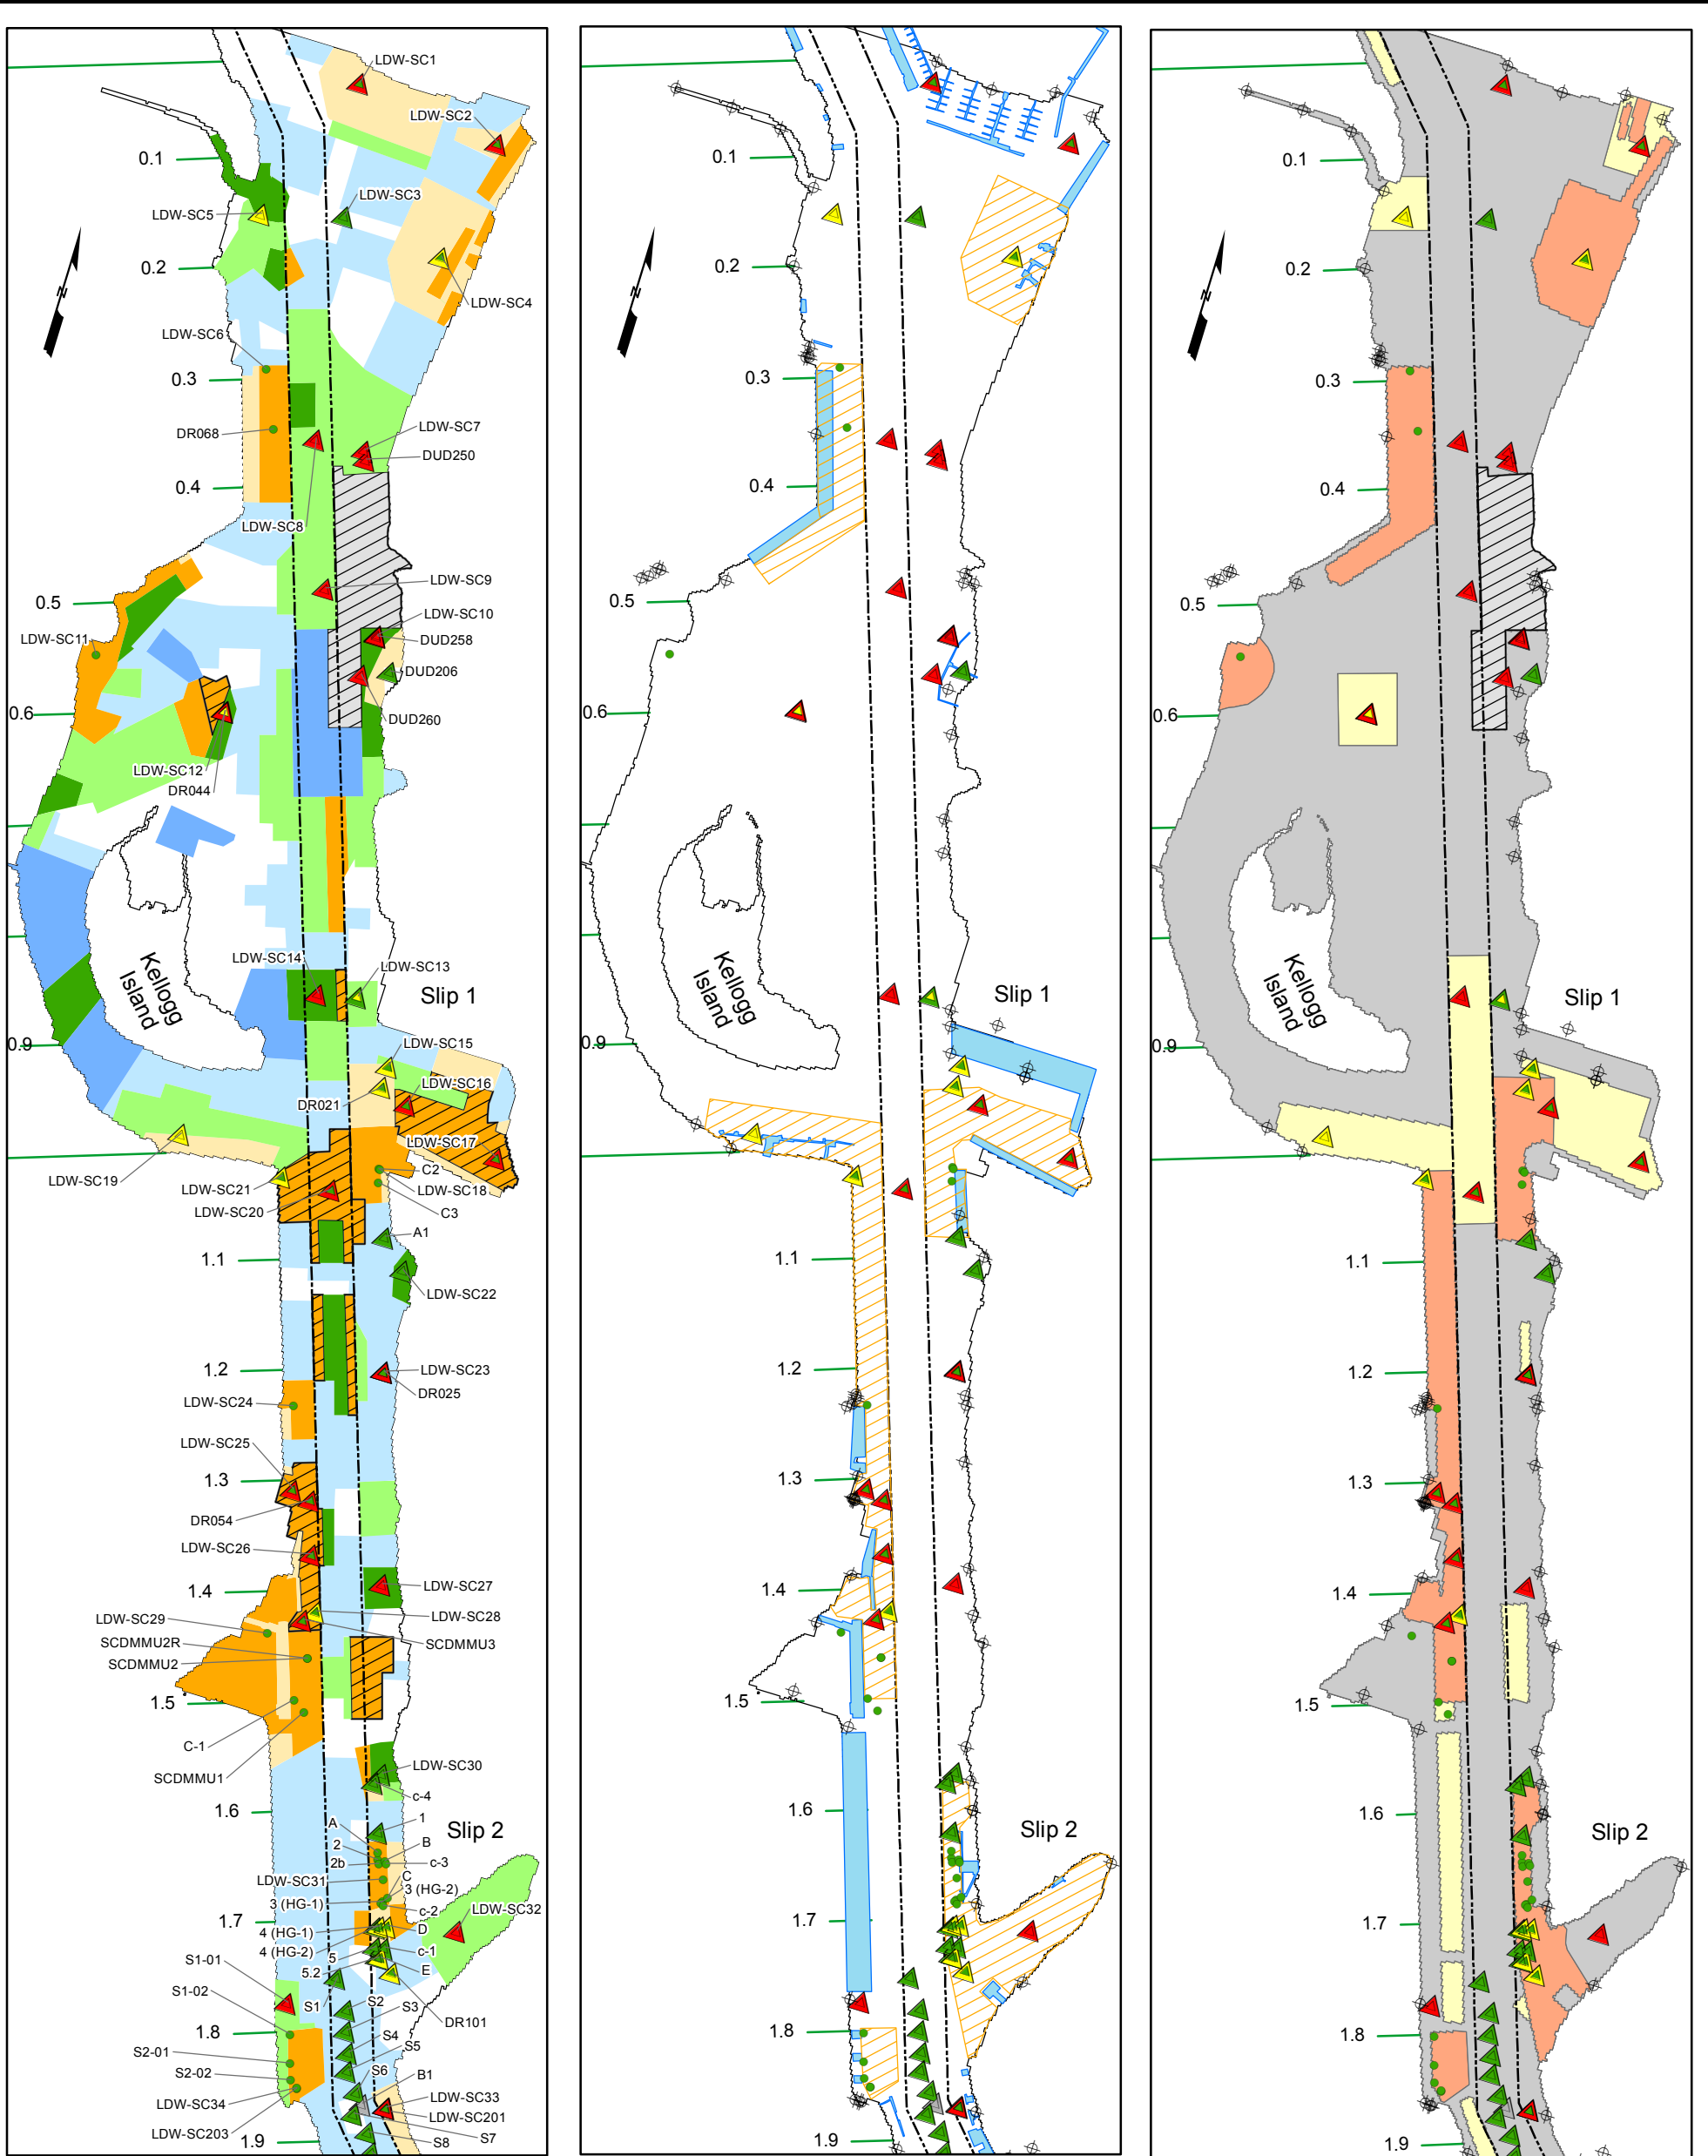 LDW-SC1
LDW-SC2
0.1
LDW-SC3
LDW-SC5
0.2
N
LDW-SC4
LDW-SC6
0.3
DR068
LDW-SC7
DUD250
0.4
LDW-SC8
LDW-SC9
0.5
LDW-SC10
LDW-SC11
DUD258
DUD206
0.6
DUD260
LDW-SC12
DR044
Kellogg
Island
LDW-SC14
LDW-SC13
Slip 1
0.9
LDW-SC15
LDW-SC16
DR021
LDW-SC17
C2
LDW-SC19
LDW-SC21
LDW-SC18
LDW-SC20
C3
A1
1.1
LDW-SC22
1.2
LDW-SC23
DR025
LDW-SC24
LDW-SC25
1.3
DR054
LDW-SC26
1.4
LDW-SC27
LDW-SC29
LDW-SC28
SCDMMU2R
SCDMMU3
SCDMMU2
1.5
C-1
SCDMMU1
LDW-SC30
c-4
1.6
A
1
Slip 2
2
B
2b
c-3
LDW-SC31
C
3 (HG-2)
3 (HG-1)
c-2
LDW-SC32
1.7
4 (HG-1)
D
4 (HG-2)
5
c-1
S1-01
5.2
E
S1-02
S1
S2
S3
DR101
1.8
S4
S5
S2-01
S2-02
S6
B1
LDW-SC34
LDW-SC33
LDW-SC201
LDW-SC203
S7
1.9
S8
0.1
0.2
N
0.3
0.4
0.5
0.6
Kellogg
Island
Slip 1
0.9
1.1
1.2
1.3
1.4
1.5
1.6
Slip 2
1.7
1.8
1.9
0.1
0.2
N
0.3
0.4
0.5
0.6
Kellogg
Island
Slip 1
0.9
1.1
1.2
1.3
1.4
1.5
1.6
Slip 2
1.7
1.8
1.9